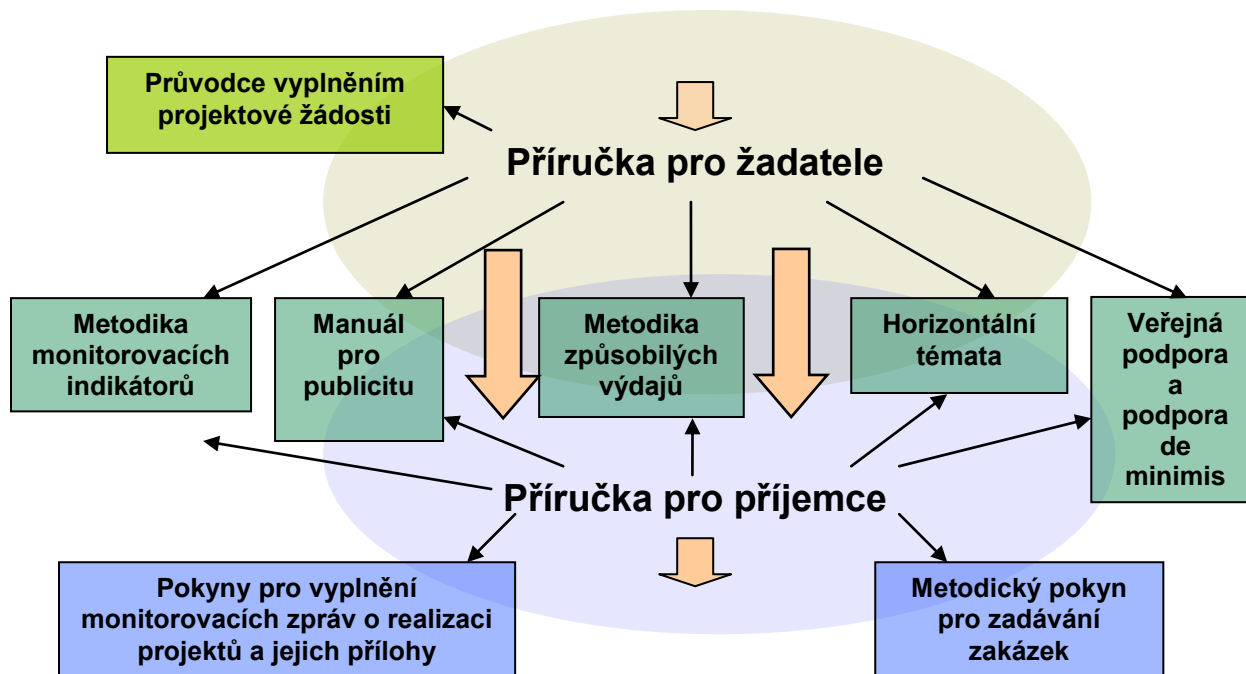 Průvodce vyplněním
projektové žádosti
Příručka pro žadatele
Metodika
monitorovacích
indikátorů
Manuál
pro
publicitu
Metodika
způsobilých
výdajů
Horizontální
témata
Veřejná
podpora
a
podpora
de
minimis
Příručka pro příjemce
Pokyny pro vyplnění
monitorovacích zpráv o realizaci
projektů a jejich přílohy
Metodický pokyn
pro zadávání
zakázek